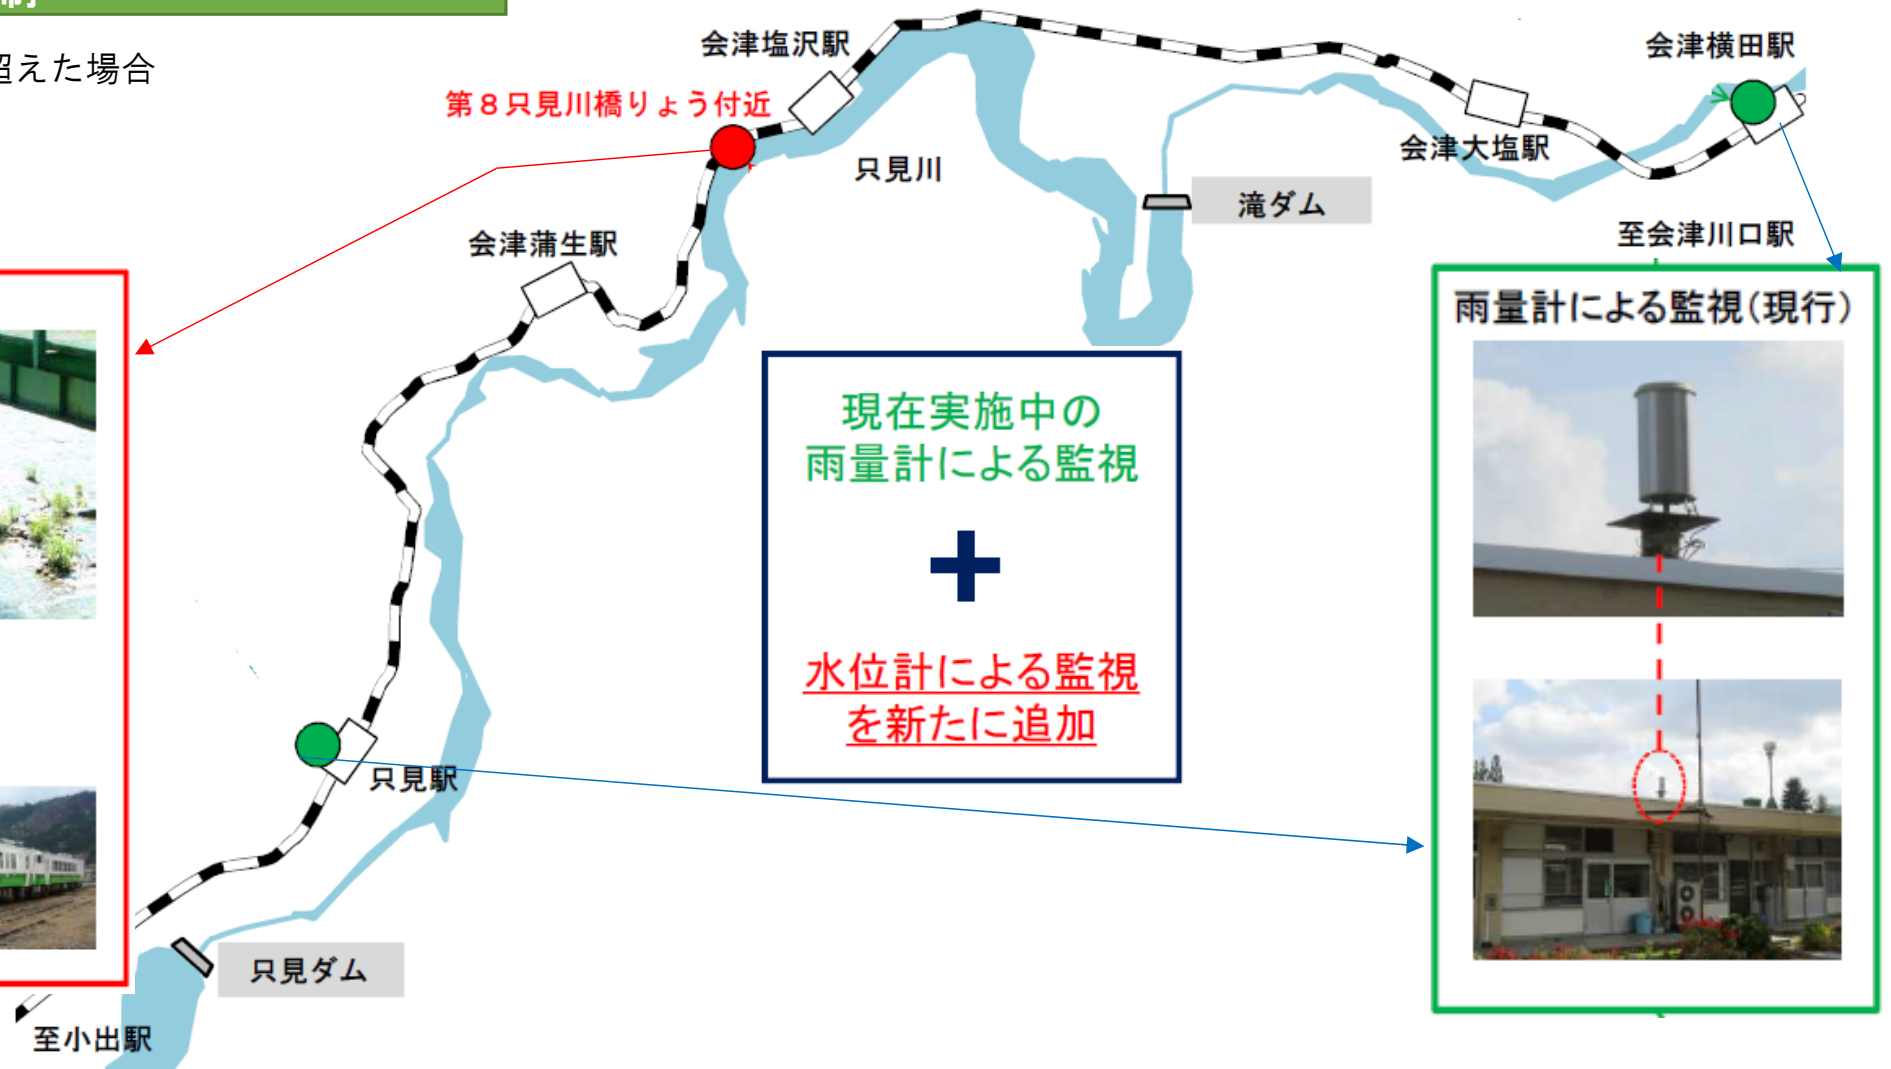 超えた場合
会津塩沢駅
会津横田駅
第８只見川橋りょう付近
会津大塩駅
只見川
滝ダム
至会津川口駅
会津蒲生駅
雨量計による監視（現行）
現在実施中の
雨量計による監視
＋
水位計による監視
を新たに追加
只見駅
只見ダム
至小出駅